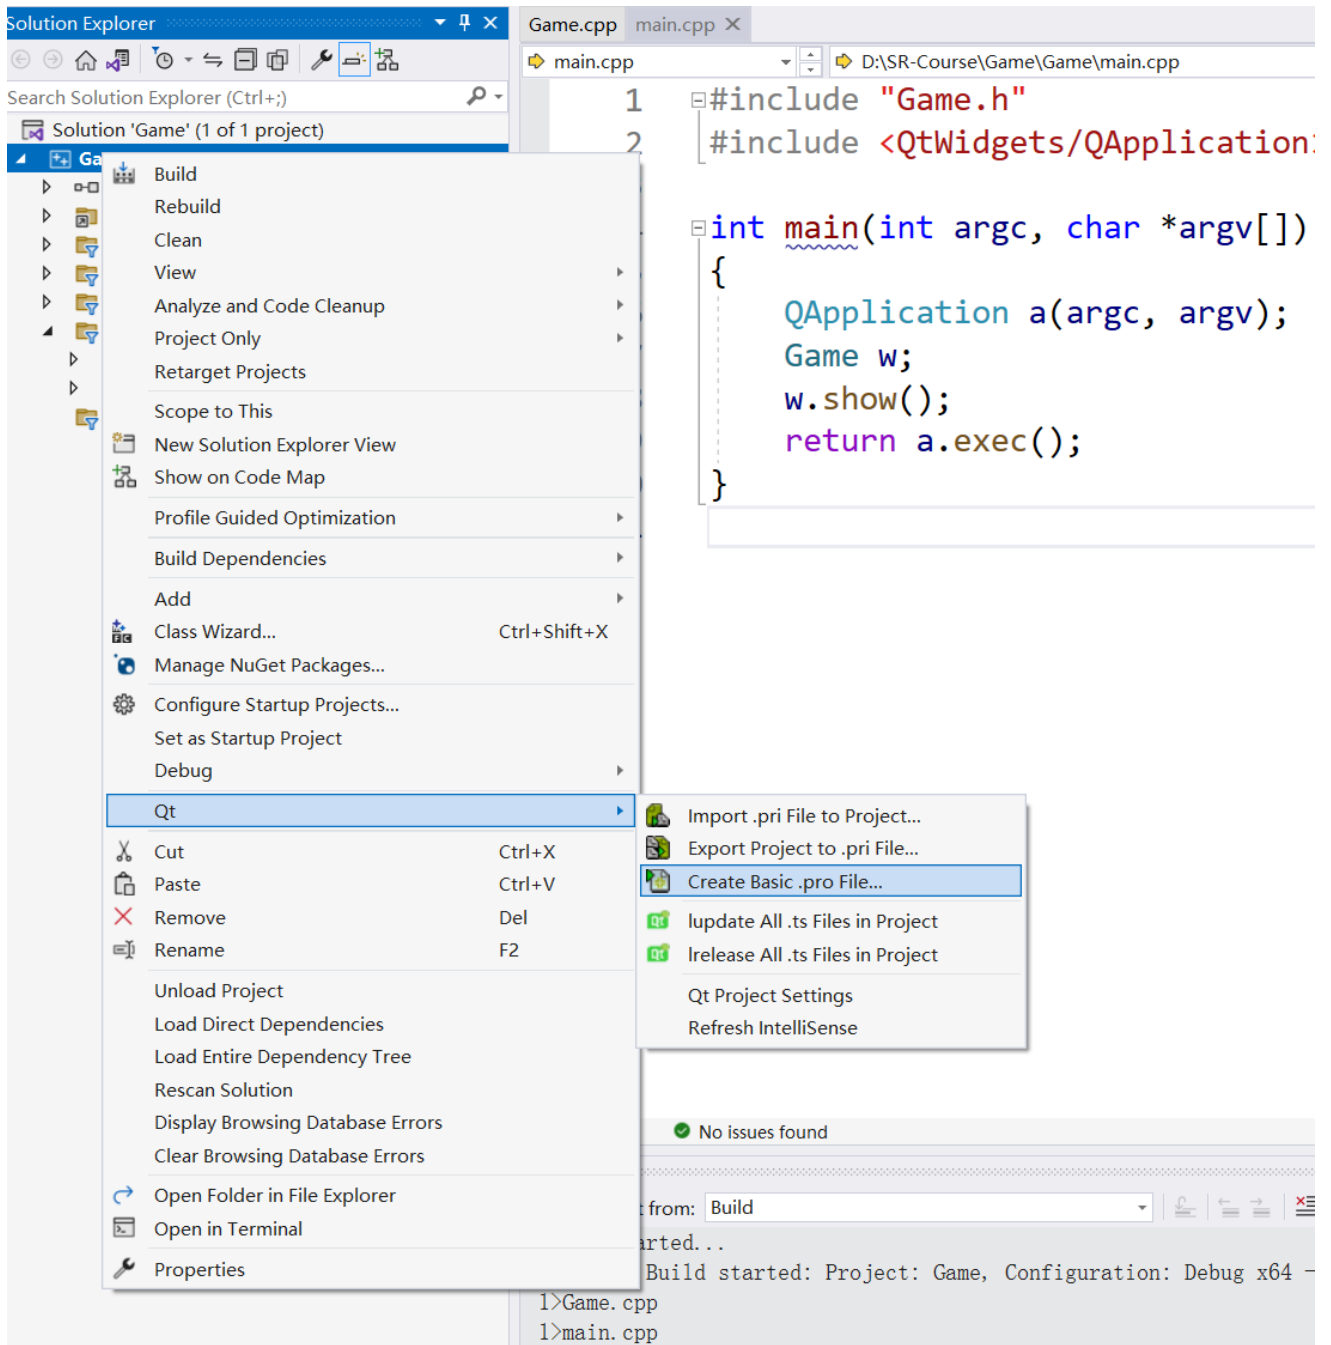 Solution Explorer
Search Solution Explorer (Ctrl+;)
Solution 'Game' (1 of 1 project)
Build
Rebuild
Clean
View
Analyze and Code Cleanup
Project Only
Retarget Projects
Scope to This
New Solution Explorer View
Show on Code Map
Profile Guided Optimization
Build Dependencies
Add
Class Wizard... Ctrl+Shift+X
Manage NuGet Packages...
Configure Startup Projects...
Set as Startup Project
Debug
Qt
Cut Ctrl+X
Paste Ctrl+V
Remove Del
Rename F2
Unload Project
Load Direct Dependencies
Load Entire Dependency Tree
Rescan Solution
Display Browsing Database Errors
Clear Browsing Database Errors
Open Folder in File Explorer
Open in Terminal
Properties
Import .pri File to Project...
Export Project to .pri File...
Create Basic .pro File...
lupdate All .ts Files in Project
lrelease All .ts Files in Project
Qt Project Settings
Refresh IntelliSense
Game.cpp main.cpp
main.cpp D:\SR-Course\Game\Game\main.cpp
1 #include "Game.h"
2 #include <QtWidgets/QApplication>
int main(int argc, char *argv[])
{
QApplication a(argc, argv);
Game w;
w.show();
return a.exec();
}
No issues found
from: Build
arted...
Build started: Project: Game, Configuration: Debug x64
1>Game.cpp
1>main.cpp